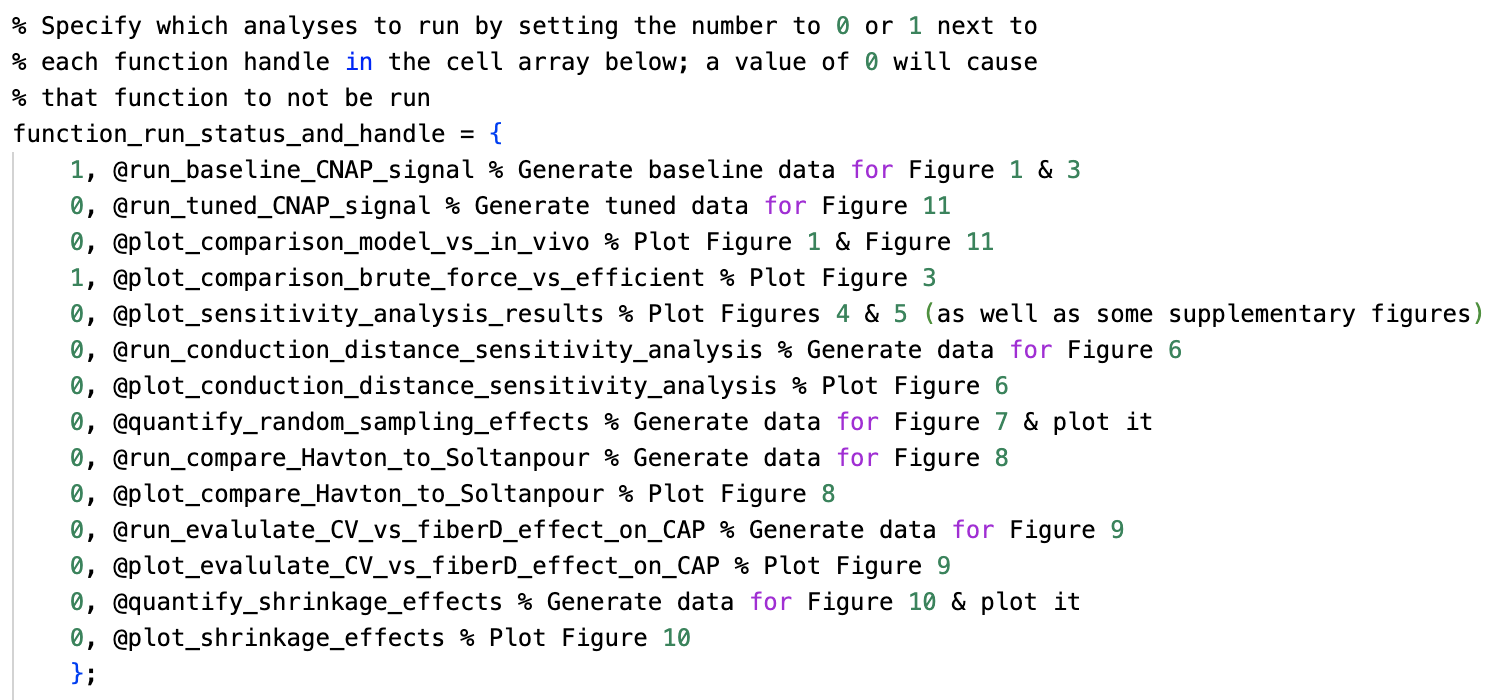 % Specify which analyses to run by setting the number to 0 or 1 next to
% each function handle in the cell array below; a value of 0 will cause
% that function to not be run
function_run_status_and_handle = {
1, @run_baseline_CNAP_signal % Generate baseline data for Figure 1 & 3
0, @run_tuned_CNAP_signal % Generate tuned data for Figure 11
0, @plot_comparison_model_vs_in_vivo % Plot Figure 1 & Figure 11
1, @plot_comparison_brute_force_vs_efficient % Plot Figure 3
0, @plot_sensitivity_analysis_results % Plot Figures 4 & 5 (as well as some supplementary figures)
0, @run_conduction_distance_sensitivity_analysis % Generate data for Figure 6
0, @plot_conduction_distance_sensitivity_analysis % Plot Figure 6
0, @quantify_random_sampling_effects % Generate data for Figure 7 & plot it
0, @run_compare_Havton_to_Soltanpour % Generate data for Figure 8
0, @plot_compare_Havton_to_Soltanpour % Plot Figure 8
0, @run_evalulate_CV_vs_fiberD_effect_on_CAP % Generate data for Figure 9
0, @plot_evalulate_CV_vs_fiberD_effect_on_CAP % Plot Figure 9
0, @quantify_shrinkage_effects % Generate data for Figure 10 & plot it
0, @plot_shrinkage_effects % Plot Figure 10
};